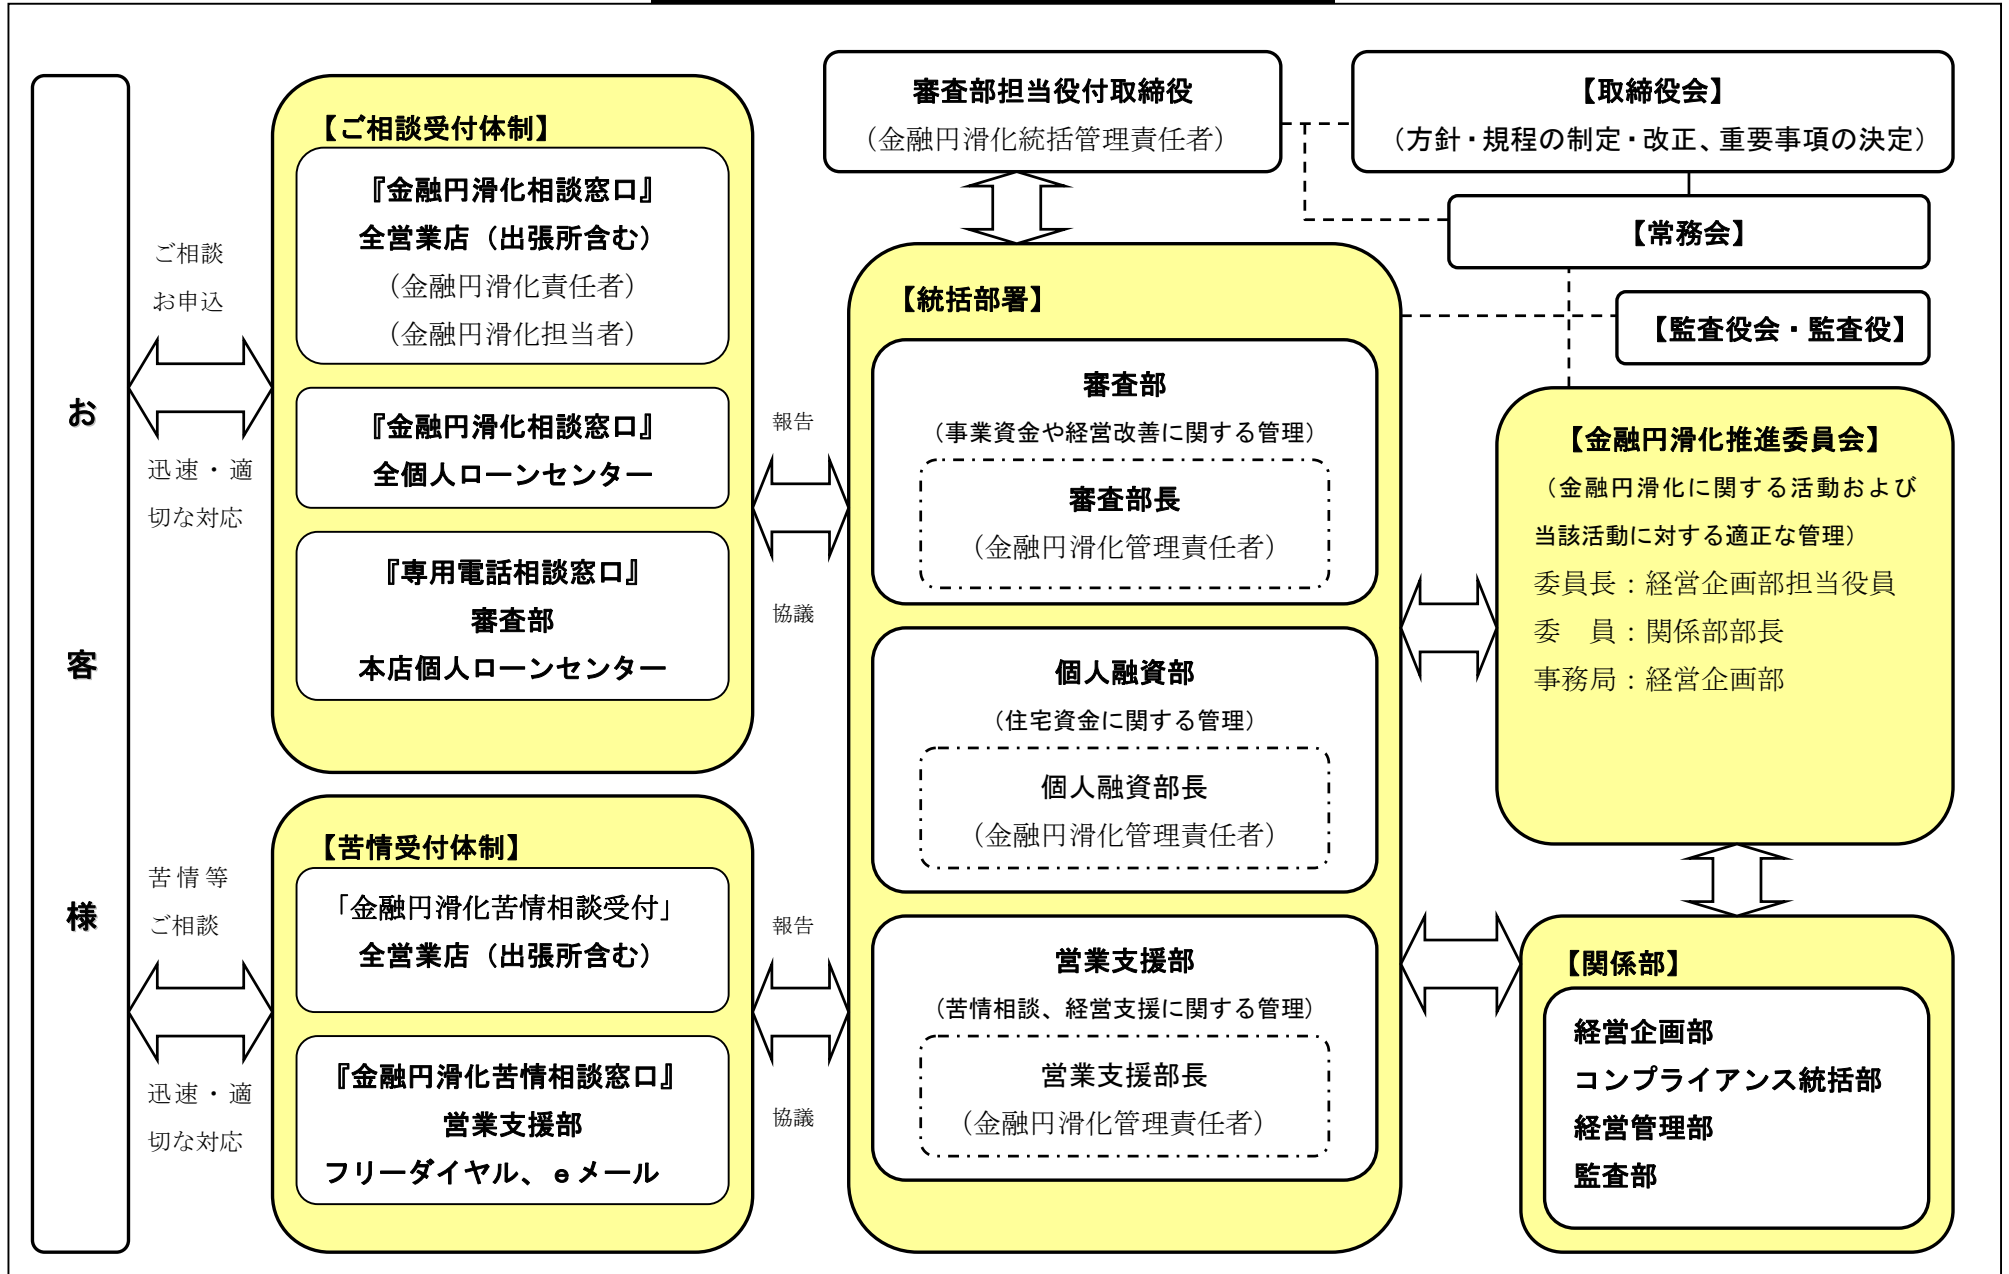 お
客
様
ご相談
お申込
迅速・適
切な対応
苦情等
ご相談
迅速・適
切な対応
【ご相談受付体制】
『金融円滑化相談窓口』
全営業店（出張所含む）
（金融円滑化責任者）
（金融円滑化担当者）
『金融円滑化相談窓口』
全個人ローンセンター
『専用電話相談窓口』
審査部
本店個人ローンセンター
【苦情受付体制】
「金融円滑化苦情相談受付」
全営業店（出張所含む）
『金融円滑化苦情相談窓口』
営業支援部
フリーダイヤル、eメール
報告
協議
報告
協議
審査部担当役付取締役
（金融円滑化統括管理責任者）
【統括部署】
審査部
（事業資金や経営改善に関する管理）
審査部長
（金融円滑化管理責任者）
個人融資部
（住宅資金に関する管理）
個人融資部長
（金融円滑化管理責任者）
営業支援部
（苦情相談、経営支援に関する管理）
営業支援部長
（金融円滑化管理責任者）
【取締役会】
（方針・規程の制定・改正、重要事項の決定）
【常務会】
【監査役会・監査役】
【金融円滑化推進委員会】
（金融円滑化に関する活動および
当該活動に対する適正な管理）
委員長：経営企画部担当役員
委　員：関係部部長
事務局：経営企画部
【関係部】
経営企画部
コンプライアンス統括部
経営管理部
監査部